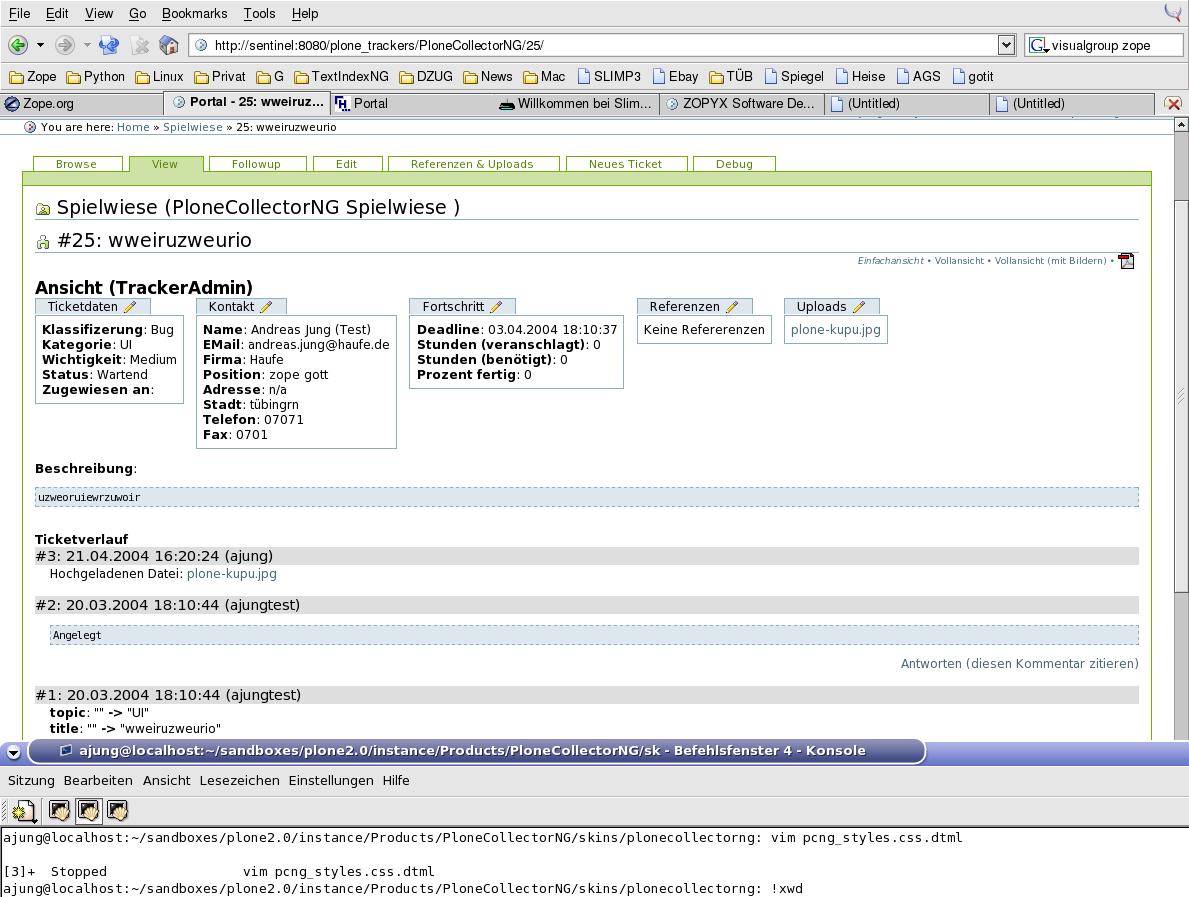 File Edit View Go Bookmarks Tools Help
http://sentinel:8080/plone_trackers/PloneCollectorNG/25/ visualgroup zope
Zope Python Linux Privat G TextIndexNG DZUG News Mac SLIMP3 Ebay TÜB Spiegel Heise AGS gotit
Zope.org Portal - 25: wweiruz... Portal Willkommen bei Slim... ZOPYX Software De... (Untitled) (Untitled)
You are here: Home » Spielwiese » 25: wweiruzweurio
Browse View Followup Edit Referenzen & Uploads Neues Ticket Debug
Spielwiese (PloneCollectorNG Spielwiese )
#25: wweiruzweurio
Einfachansicht • Vollansicht • Vollansicht (mit Bildern) •
Ansicht (TrackerAdmin)
Ticketdaten
Klassifizerung: Bug
Kategorie: UI
Wichtigkeit: Medium
Status: Wartend
Zugewiesen an:
Kontakt
Name: Andreas Jung (Test)
EMail: andreas.jung@haufe.de
Firma: Haufe
Position: zope gott
Adresse: n/a
Stadt: tübingrn
Telefon: 07071
Fax: 0701
Fortschritt
Deadline: 03.04.2004 18:10:37
Stunden (veranschlagt): 0
Stunden (benötigt): 0
Prozent fertig: 0
Referenzen
Keine Refererenzen
Uploads
plone-kupu.jpg
Beschreibung:
uzweoruiewrzuwoir
Ticketverlauf
#3: 21.04.2004 16:20:24 (ajung)
Hochgeladenen Datei: plone-kupu.jpg
#2: 20.03.2004 18:10:44 (ajungtest)
Angelegt
Antworten (diesen Kommentar zitieren)
#1: 20.03.2004 18:10:44 (ajungtest)
topic: "" -> "UI"
title: "" -> "wweiruzweurio"
ajung@localhost:~/sandboxes/plone2.0/instance/Products/PloneCollectorNG/sk - Befehlsfenster 4 - Konsole
Sitzung Bearbeiten Ansicht Lesezeichen Einstellungen Hilfe
ajung@localhost:~/sandboxes/plone2.0/instance/Products/PloneCollectorNG/skins/plonecollectorng: vim pcng_styles.css.dtml
[3]+  Stopped                 vim pcng_styles.css.dtml
ajung@localhost:~/sandboxes/plone2.0/instance/Products/PloneCollectorNG/skins/plonecollectorng: !xwd